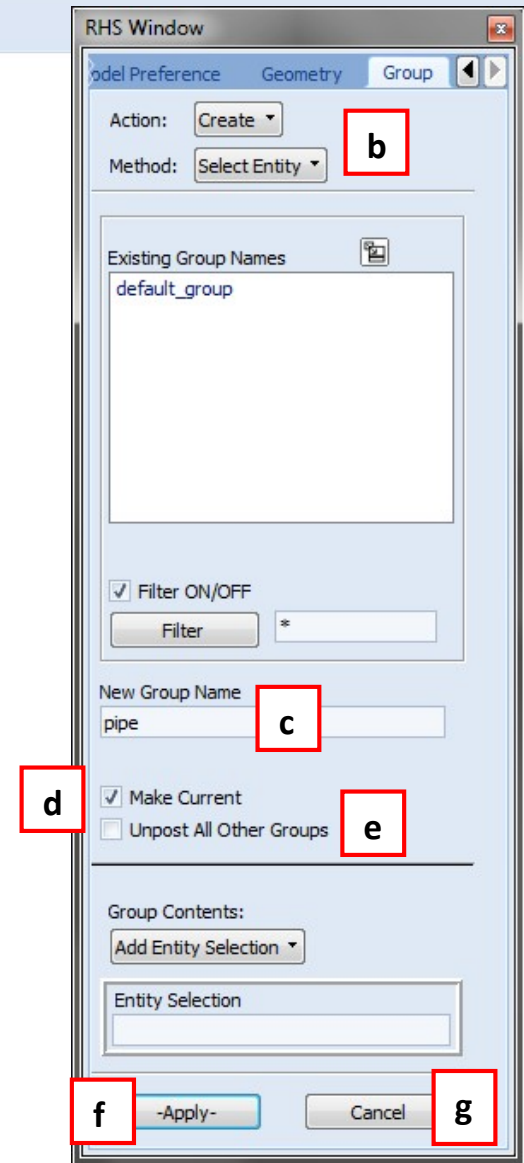 RHS Window
odel Preference Geometry Group
Action: Create
b
Method: Select Entity
Existing Group Names
default_group
Filter ON/OFF
Filter *
New Group Name
pipe c
d Make Current
Unpost All Other Groups e
Group Contents:
Add Entity Selection
Entity Selection
f -Apply- Cancel g